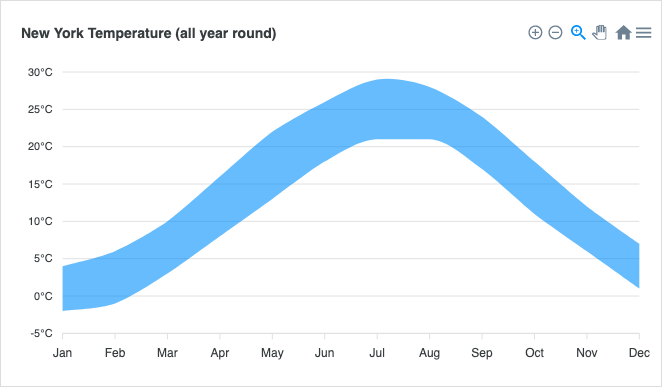 New York Temperature (all year round)
30°C
25°C
20°C
15°C
10°C
5°C
0°C
-5°C
Jan Feb Mar Apr May Jun Jul Aug Sep Oct Nov Dec